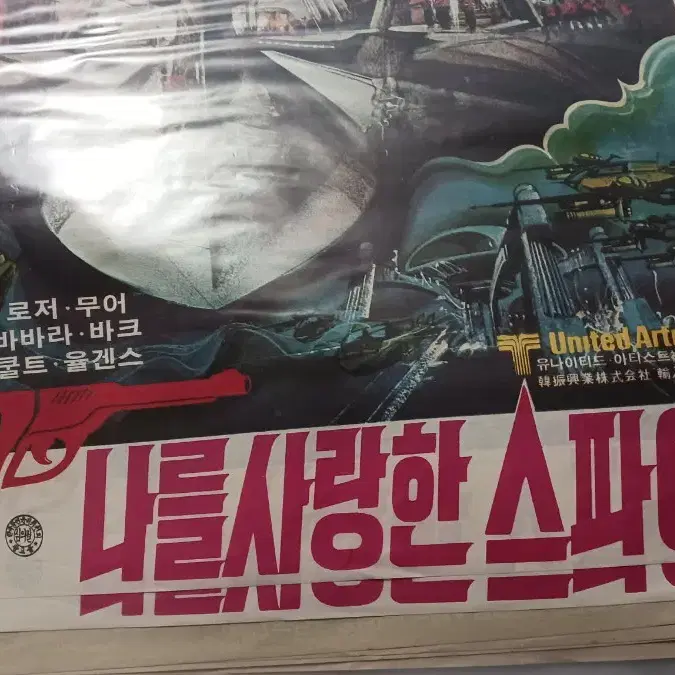 로저·무어
바바라·바크
쿨트·율겐스
United Art
유나이티드·아티스트
韓振興業株式会社 輸
나를 사랑한 스파